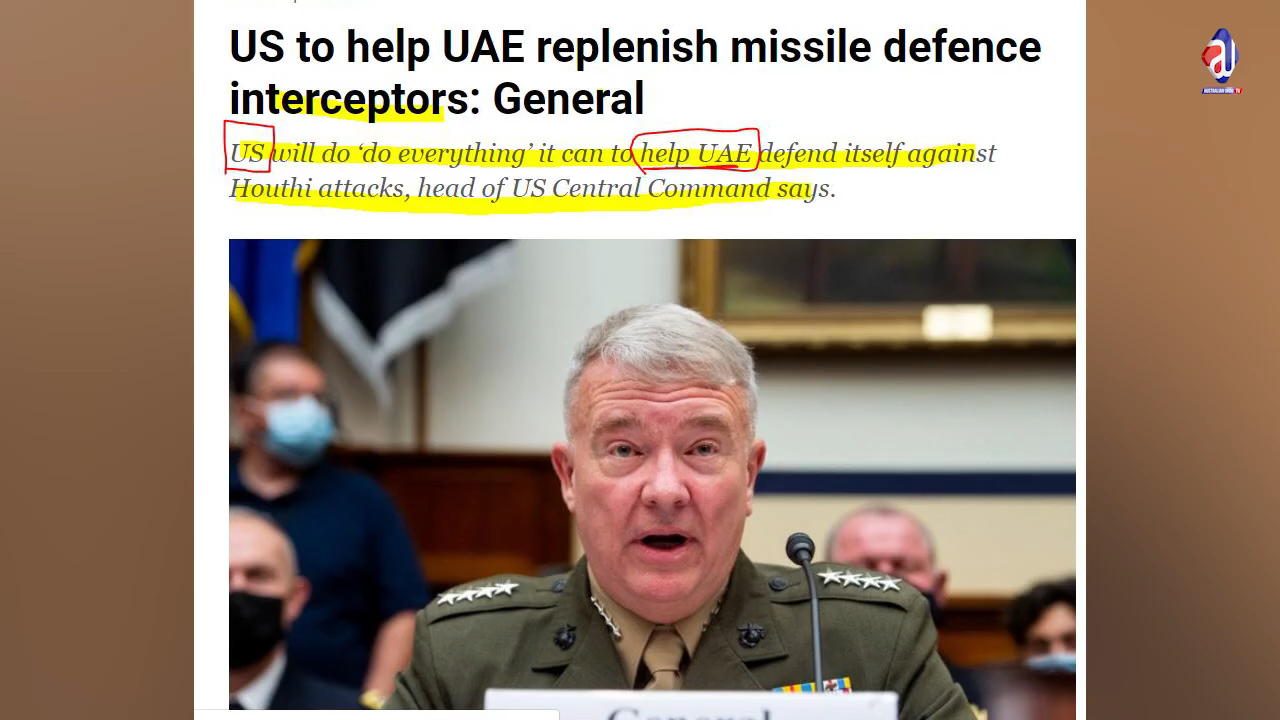 US to help UAE replenish missile defence
interceptors: General
US will do ‘do everything’ it can to help UAE defend itself against
Houthi attacks, head of US Central Command says.
General